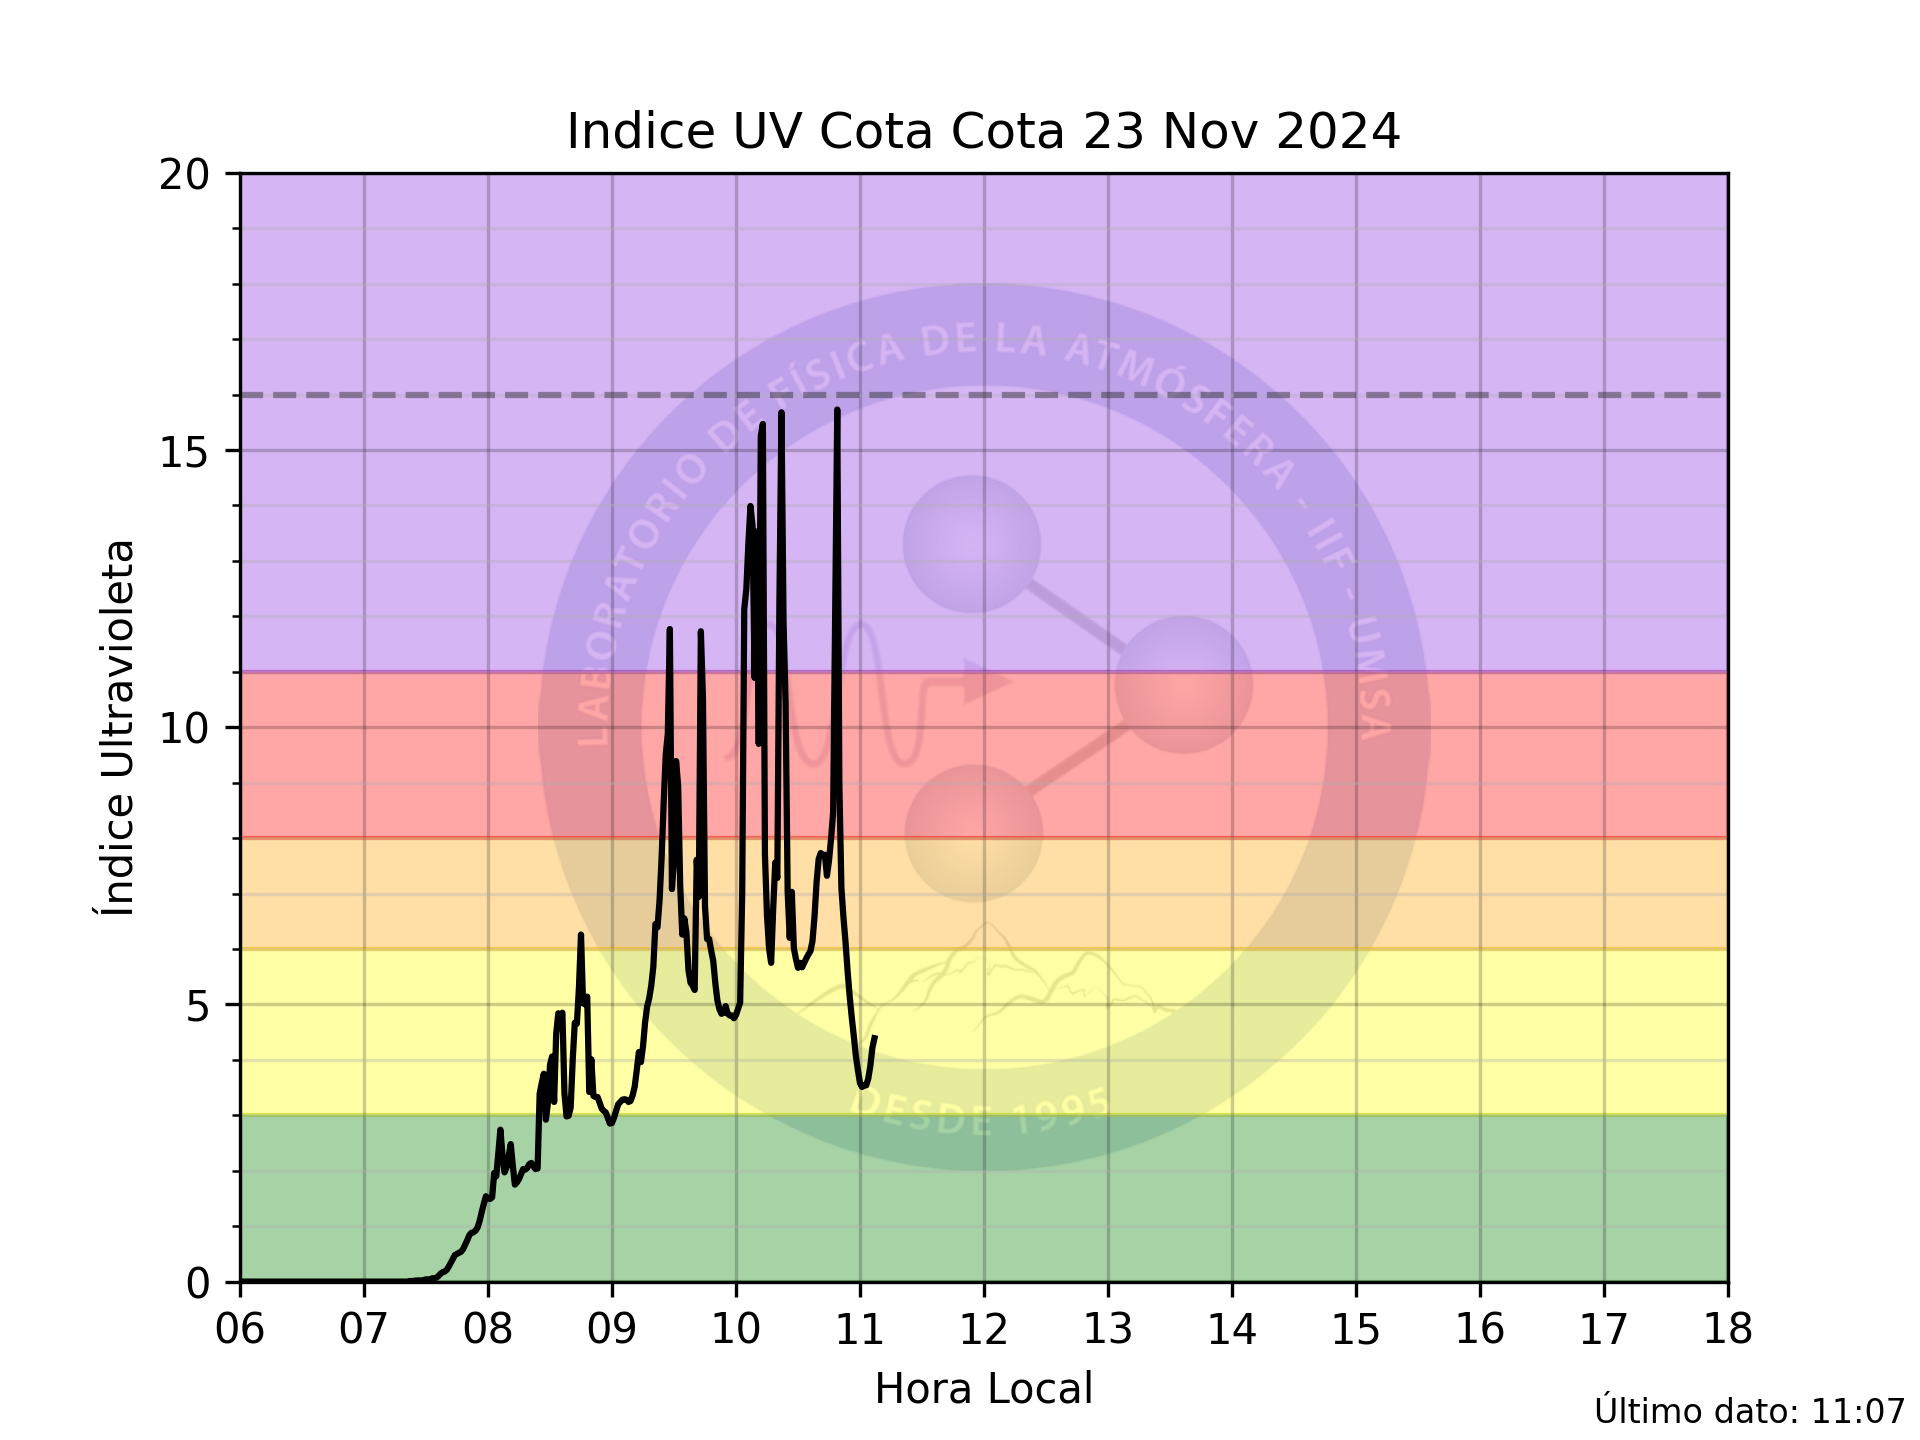 Indice UV Cota Cota 23 Nov 2024
20
15
10
5
0
Índice Ultravioleta
LABORATORIO DE FÍSICA DE LA ATMÓSFERA - IIF - UMSA
DESDE 1995
06 07 08 09 10 11 12 13 14 15 16 17 18
Hora Local
Último dato: 11:07